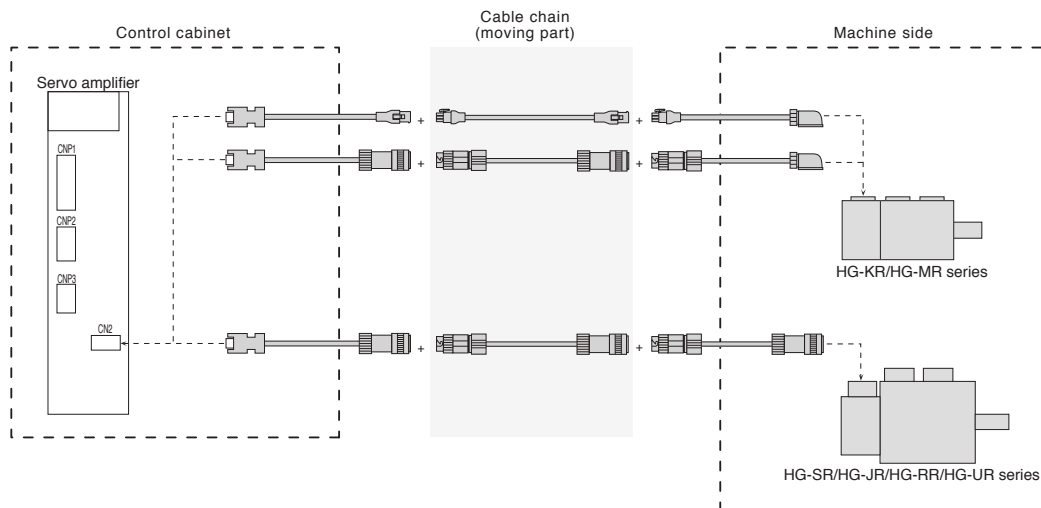 Control cabinet
Cable chain
(moving part)
Machine side
Servo amplifier
CNP1
CNP2
CNP3
CN2
+ +
+ +
HG-KR/HG-MR series
+ +
HG-SR/HG-JR/HG-RR/HG-UR series